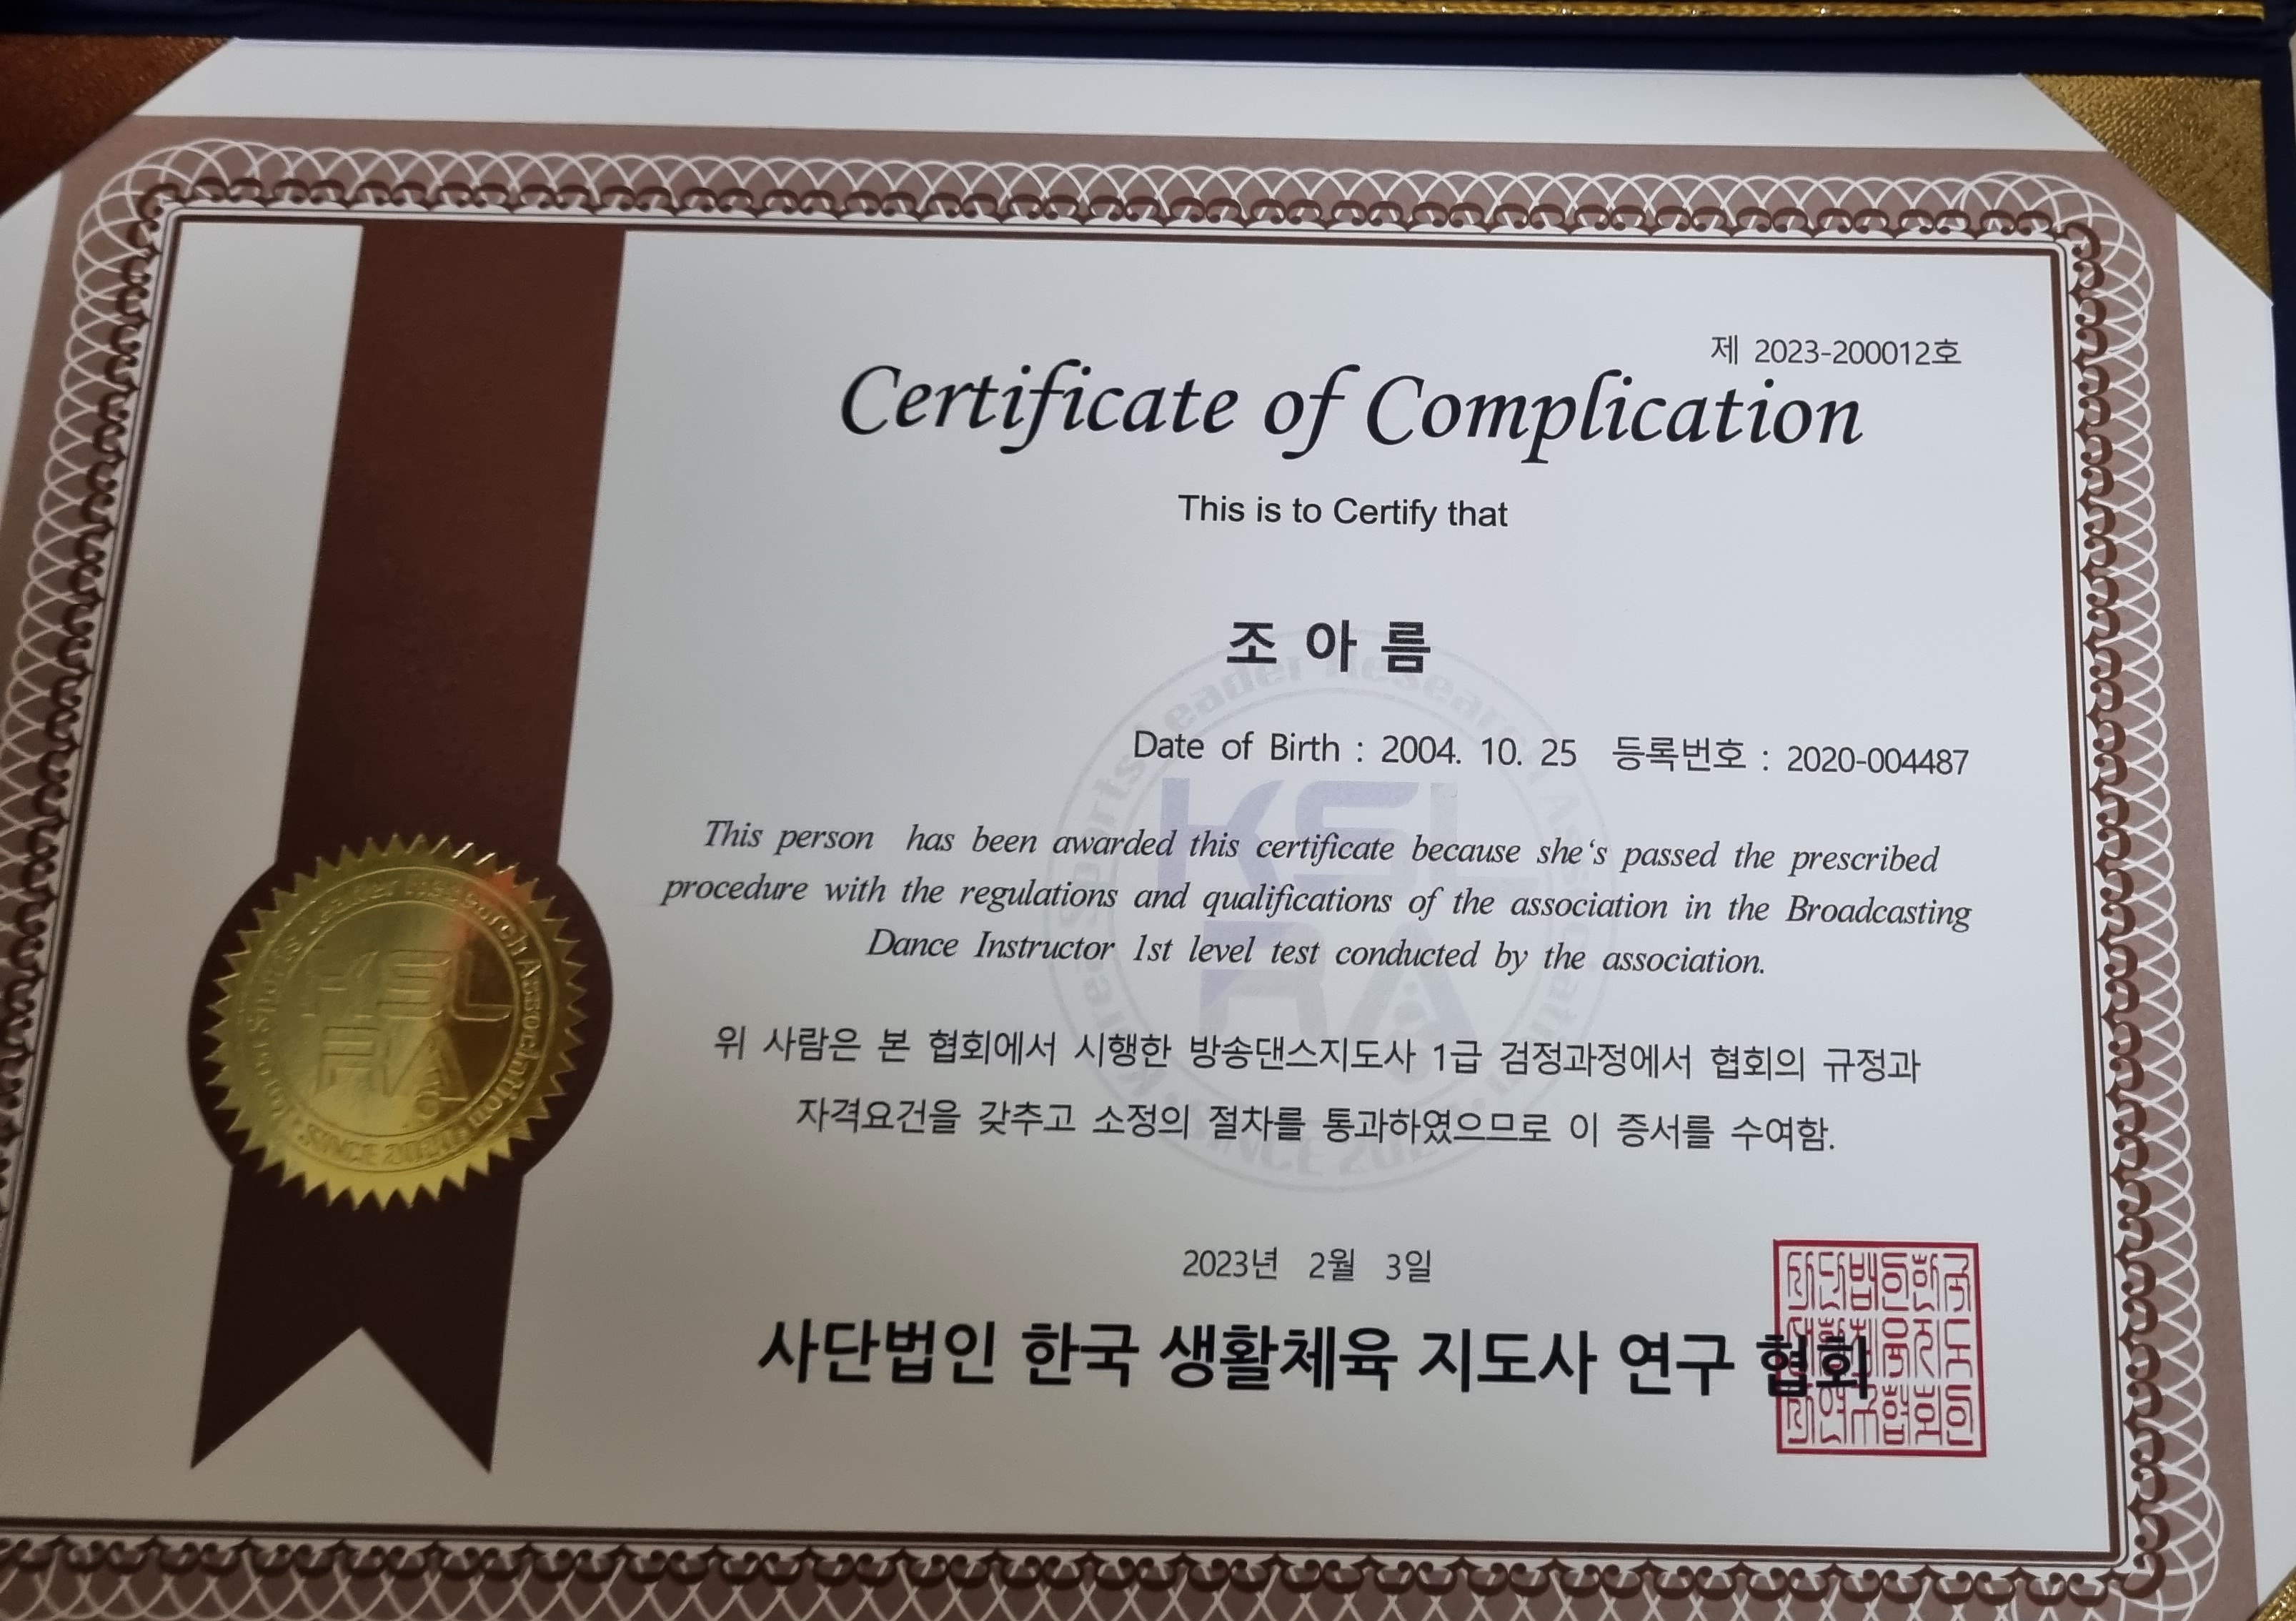 제 2023-200012호
Certificate of Complication
This is to Certify that
조 아 름
Date of Birth : 2004. 10. 25 등록번호 : 2020-004487
This person has been awarded this certificate because she‘s passed the prescribed
procedure with the regulations and qualifications of the association in the Broadcasting
Dance Instructor 1st level test conducted by the association.
위 사람은 본 협회에서 시행한 방송댄스지도사 1급 검정과정에서 협회의 규정과
자격요건을 갖추고 소정의 절차를 통과하였으므로 이 증서를 수여함.
2023년 2월 3일
사단법인 한국 생활체육 지도사 연구 협회
Korea Sports Leader Research Association
KSL
RA